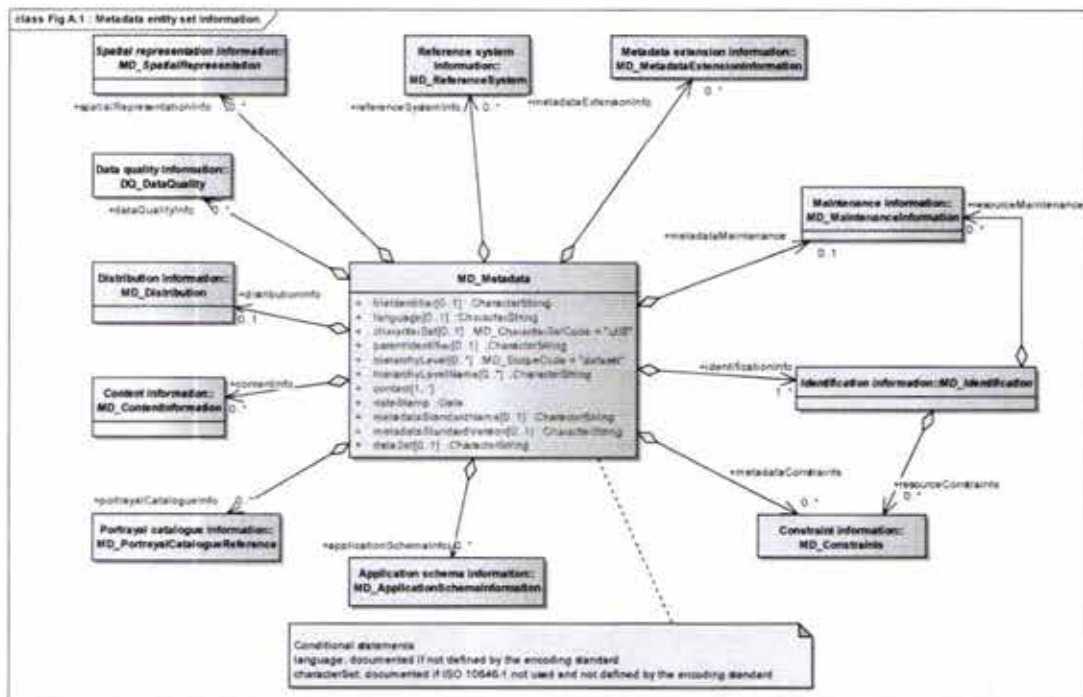 class Fig A.1 : Metadata entity set information
Spatial representation information::
MD_SpatialRepresentation
Reference system
information::
MD_ReferenceSystem
Metadata extension information::
MD_MetadataExtensionInformation
+spatialRepresentationInfo 0..*
+referenceSystemInfo 0..*
+metadataExtensionInfo
0..*
Data quality information::
DQ_DataQuality
+dataQualityInfo 0..*
Maintenance information::
MD_MaintenanceInformation
+resourceMaintenance
0..*
+metadataMaintenance
0..1
Distribution information::
MD_Distribution
+distributionInfo
0..1
MD_Metadata
+ fileIdentifier[0..1] :CharacterString
+ language[0..1] :CharacterString
+ characterSet[0..1] :MD_CharacterSetCode = "utf8"
+ parentIdentifier[0..1] :CharacterString
+ hierarchyLevel[0..*] :MD_ScopeCode = "dataset"
+ hierarchyLevelName[0..*] :CharacterString
+ contact[1..*]
+ dateStamp :Date
+ metadataStandardName[0..1] :CharacterString
+ metadataStandardVersion[0..1] :CharacterString
+ dataSet[0..1] :CharacterString
+identificationInfo
1..*
Identification information::MD_Identification
Content information::
MD_ContentInformation
+contentInfo
0..*
+metadataConstraints
0..*
+resourceConstraints
0..*
+portrayalCatalogueInfo 0..*
Portrayal catalogue information::
MD_PortrayalCatalogueReference
Constraint information::
MD_Constraints
+applicationSchemaInfo 0..*
Application schema information::
MD_ApplicationSchemaInformation
Conditional statements
language: documented if not defined by the encoding standard
characterSet: documented if ISO 10646-1 not used and not defined by the encoding standard